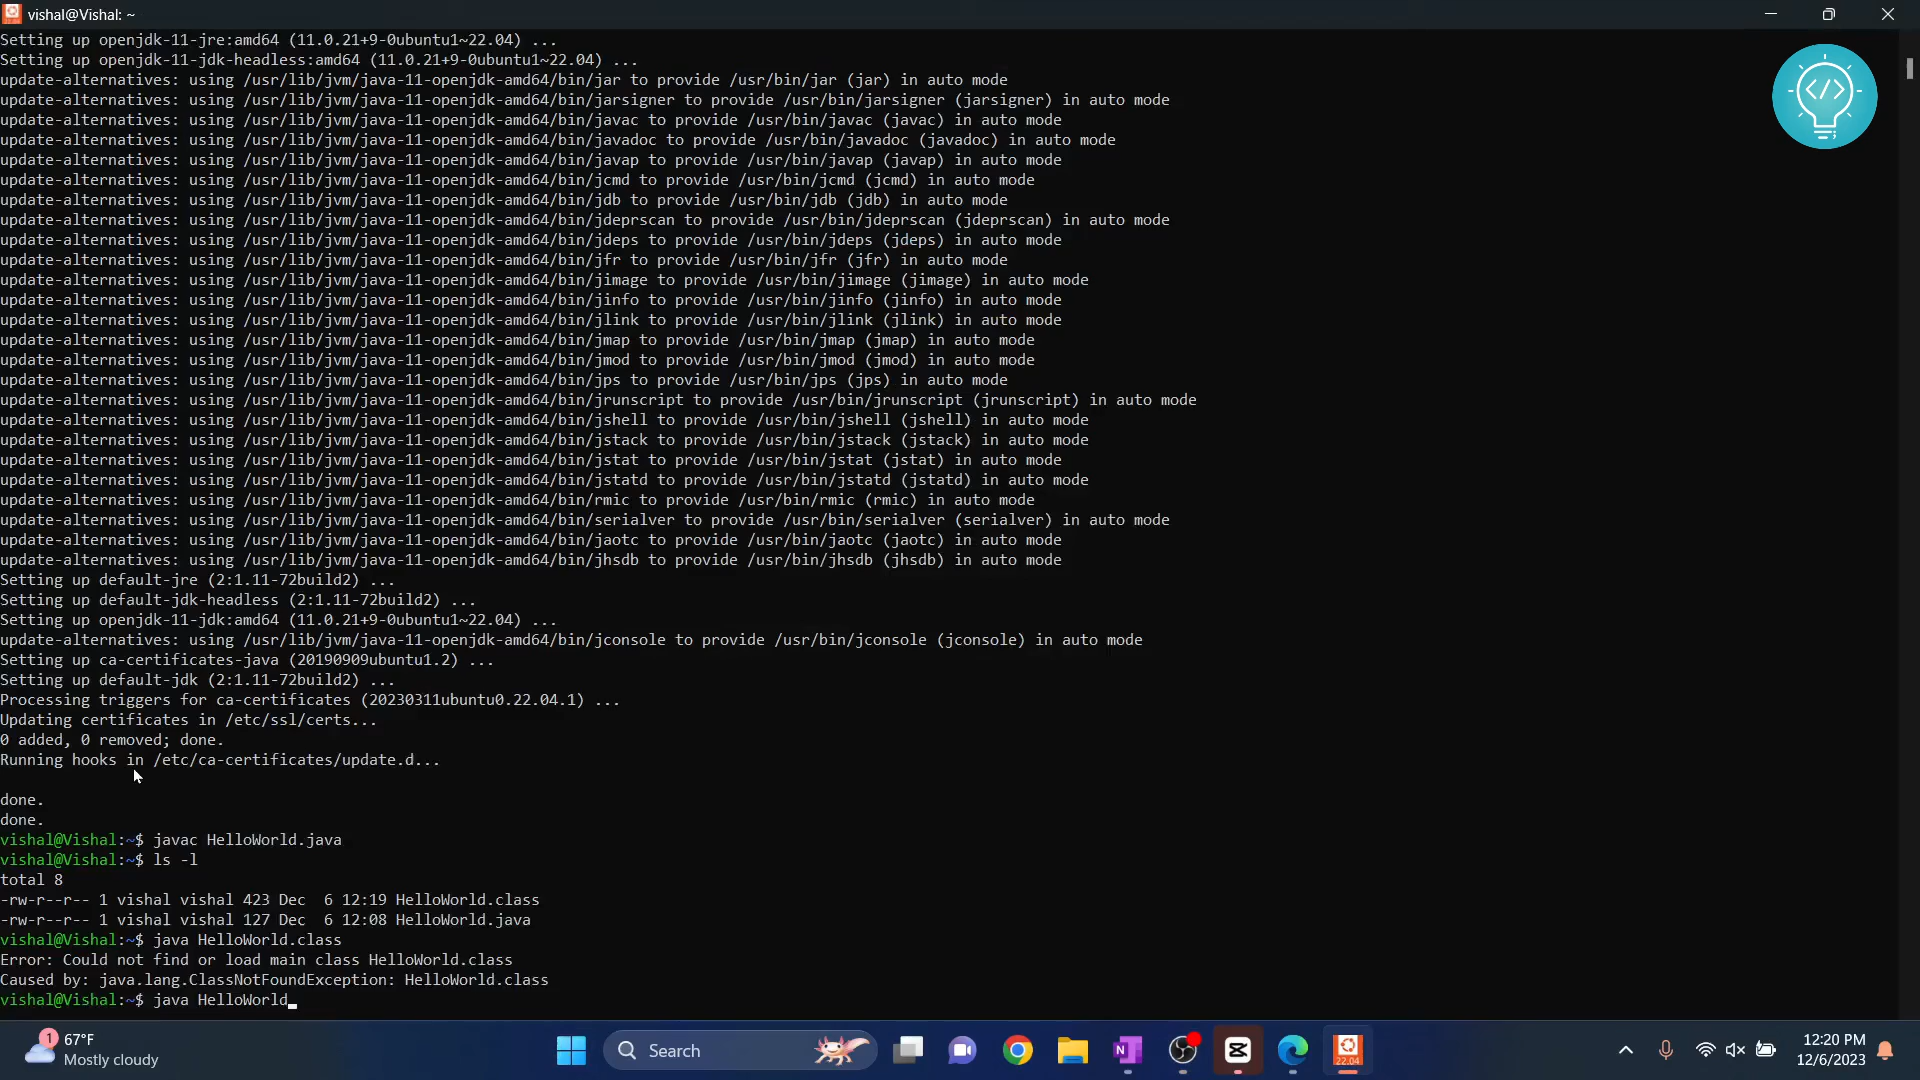 vishal@Vishal: ~
Setting up openjdk-11-jre:amd64 (11.0.21+9-0ubuntu1~22.04) ...
Setting up openjdk-11-jdk-headless:amd64 (11.0.21+9-0ubuntu1~22.04) ...
update-alternatives: using /usr/lib/jvm/java-11-openjdk-amd64/bin/jar to provide /usr/bin/jar (jar) in auto mode
update-alternatives: using /usr/lib/jvm/java-11-openjdk-amd64/bin/jarsigner to provide /usr/bin/jarsigner (jarsigner) in auto mode
update-alternatives: using /usr/lib/jvm/java-11-openjdk-amd64/bin/javac to provide /usr/bin/javac (javac) in auto mode
update-alternatives: using /usr/lib/jvm/java-11-openjdk-amd64/bin/javadoc to provide /usr/bin/javadoc (javadoc) in auto mode
update-alternatives: using /usr/lib/jvm/java-11-openjdk-amd64/bin/javap to provide /usr/bin/javap (javap) in auto mode
update-alternatives: using /usr/lib/jvm/java-11-openjdk-amd64/bin/jcmd to provide /usr/bin/jcmd (jcmd) in auto mode
update-alternatives: using /usr/lib/jvm/java-11-openjdk-amd64/bin/jdb to provide /usr/bin/jdb (jdb) in auto mode
update-alternatives: using /usr/lib/jvm/java-11-openjdk-amd64/bin/jdeprscan to provide /usr/bin/jdeprscan (jdeprscan) in auto mode
update-alternatives: using /usr/lib/jvm/java-11-openjdk-amd64/bin/jdeps to provide /usr/bin/jdeps (jdeps) in auto mode
update-alternatives: using /usr/lib/jvm/java-11-openjdk-amd64/bin/jfr to provide /usr/bin/jfr (jfr) in auto mode
update-alternatives: using /usr/lib/jvm/java-11-openjdk-amd64/bin/jimage to provide /usr/bin/jimage (jimage) in auto mode
update-alternatives: using /usr/lib/jvm/java-11-openjdk-amd64/bin/jinfo to provide /usr/bin/jinfo (jinfo) in auto mode
update-alternatives: using /usr/lib/jvm/java-11-openjdk-amd64/bin/jlink to provide /usr/bin/jlink (jlink) in auto mode
update-alternatives: using /usr/lib/jvm/java-11-openjdk-amd64/bin/jmap to provide /usr/bin/jmap (jmap) in auto mode
update-alternatives: using /usr/lib/jvm/java-11-openjdk-amd64/bin/jmod to provide /usr/bin/jmod (jmod) in auto mode
update-alternatives: using /usr/lib/jvm/java-11-openjdk-amd64/bin/jps to provide /usr/bin/jps (jps) in auto mode
update-alternatives: using /usr/lib/jvm/java-11-openjdk-amd64/bin/jrunscript to provide /usr/bin/jrunscript (jrunscript) in auto mode
update-alternatives: using /usr/lib/jvm/java-11-openjdk-amd64/bin/jshell to provide /usr/bin/jshell (jshell) in auto mode
update-alternatives: using /usr/lib/jvm/java-11-openjdk-amd64/bin/jstack to provide /usr/bin/jstack (jstack) in auto mode
update-alternatives: using /usr/lib/jvm/java-11-openjdk-amd64/bin/jstat to provide /usr/bin/jstat (jstat) in auto mode
update-alternatives: using /usr/lib/jvm/java-11-openjdk-amd64/bin/jstatd to provide /usr/bin/jstatd (jstatd) in auto mode
update-alternatives: using /usr/lib/jvm/java-11-openjdk-amd64/bin/rmic to provide /usr/bin/rmic (rmic) in auto mode
update-alternatives: using /usr/lib/jvm/java-11-openjdk-amd64/bin/serialver to provide /usr/bin/serialver (serialver) in auto mode
update-alternatives: using /usr/lib/jvm/java-11-openjdk-amd64/bin/jaotc to provide /usr/bin/jaotc (jaotc) in auto mode
update-alternatives: using /usr/lib/jvm/java-11-openjdk-amd64/bin/jhsdb to provide /usr/bin/jhsdb (jhsdb) in auto mode
Setting up default-jre (2:1.11-72build2) ...
Setting up default-jdk-headless (2:1.11-72build2) ...
Setting up openjdk-11-jdk:amd64 (11.0.21+9-0ubuntu1~22.04) ...
update-alternatives: using /usr/lib/jvm/java-11-openjdk-amd64/bin/jconsole to provide /usr/bin/jconsole (jconsole) in auto mode
Setting up ca-certificates-java (20190909ubuntu1.2) ...
Setting up default-jdk (2:1.11-72build2) ...
Processing triggers for ca-certificates (20230311ubuntu0.22.04.1) ...
Updating certificates in /etc/ssl/certs...
0 added, 0 removed; done.
Running hooks in /etc/ca-certificates/update.d...
done.
done.
vishal@Vishal:~$ javac HelloWorld.java
vishal@Vishal:~$ ls -l
total 8
-rw-r--r-- 1 vishal vishal 423 Dec  6 12:19 HelloWorld.class
-rw-r--r-- 1 vishal vishal 127 Dec  6 12:08 HelloWorld.java
vishal@Vishal:~$ java HelloWorld.class
Error: Could not find or load main class HelloWorld.class
Caused by: java.lang.ClassNotFoundException: HelloWorld.class
vishal@Vishal:~$ java HelloWorld
</>
1
67°F
Mostly cloudy
Search
N
22.04
12:20 PM
12/6/2023